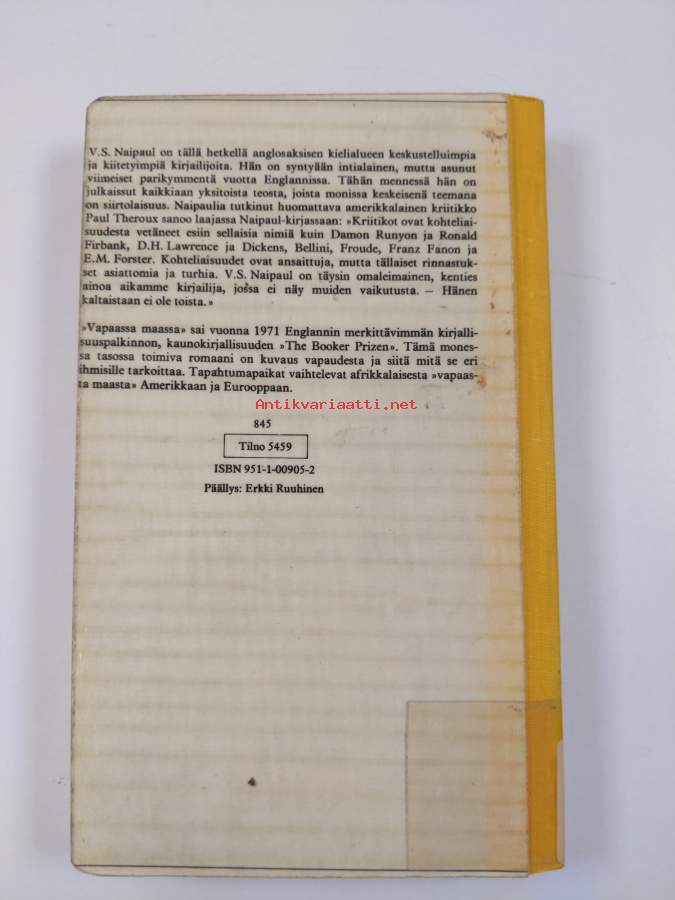 V.S. Naipaul on tällä hetkellä anglosaksisen kielialueen keskustelluimpia
ja kiitetyimpiä kirjailijoita. Hän on syntyään intialainen, mutta asunut
viimeiset parikymmentä vuotta Englannissa. Tähän mennessä hän on
julkaissut kaikkiaan yksitoista teosta, joista monissa keskeisenä teemana
on siirtolaisuus. Naipaulia tutkinut huomattava amerikkalainen kriitikko
Paul Theroux sanoo laajassa Naipaul-kirjassaan: »Kriitikot ovat kohteliai-
suudesta vetäneet esiin sellaisia nimiä kuin Damon Runyon ja Ronald
Firbank, D.H. Lawrence ja Dickens, Bellini, Froude, Franz Fanon ja
E.M. Forster. Kohteliaisuudet ovat ansaittuja, mutta tällaiset rinnastuk-
set asiattomia ja turhia. V.S. Naipaul on täysin omaleimainen, kenties
ainoa aikamme kirjailija, jossa ei näy muiden vaikutusta. – Hänen
kaltaistaan ei ole toista.»
»Vapaassa maassa» sai vuonna 1971 Englannin merkittävimmän kirjalli-
suuspalkinnon, kaunokirjallisuuden »The Booker Prizen». Tämä mones-
sa tasossa toimiva romaani on kuvaus vapaudesta ja siitä mitä se eri
ihmisille tarkoittaa. Tapahtumapaikat vaihtelevat afrikkalaisesta »vapaas-
ta maasta» Amerikkaan ja Eurooppaan.
Antikvariaatti.net
845
Tilno 5459
ISBN 951-1-00905-2
Päällys: Erkki Ruuhinen